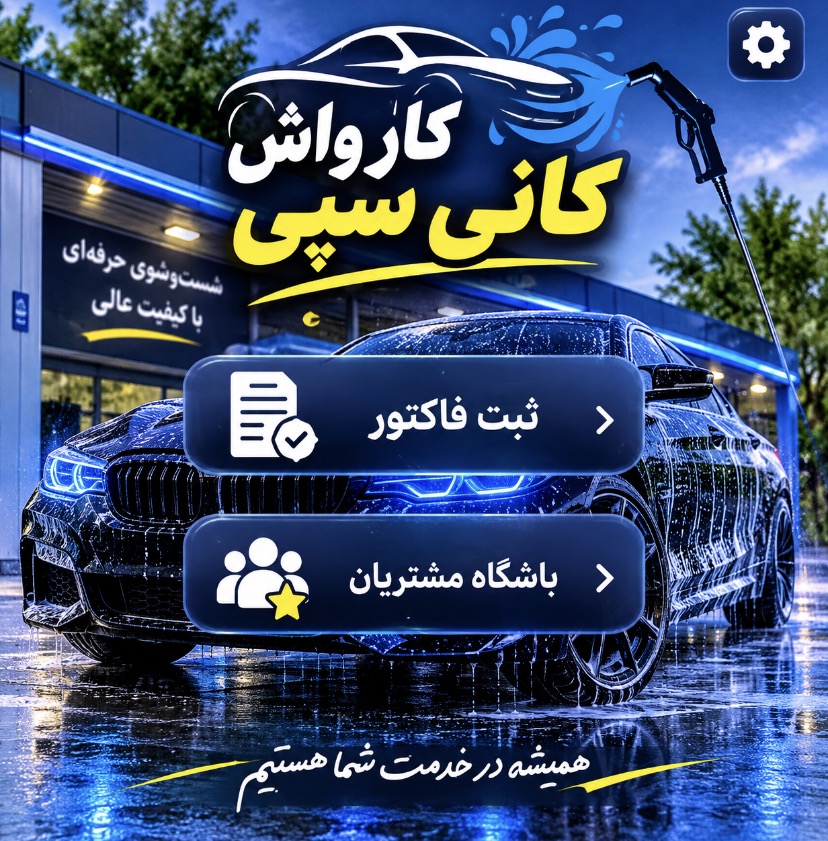 کارواش
کانی سپی
شست‌وشوی حرفه‌ای
با کیفیت عالی
ثبت فاکتور
باشگاه مشتریان
همیشه در خدمت شما هستیم